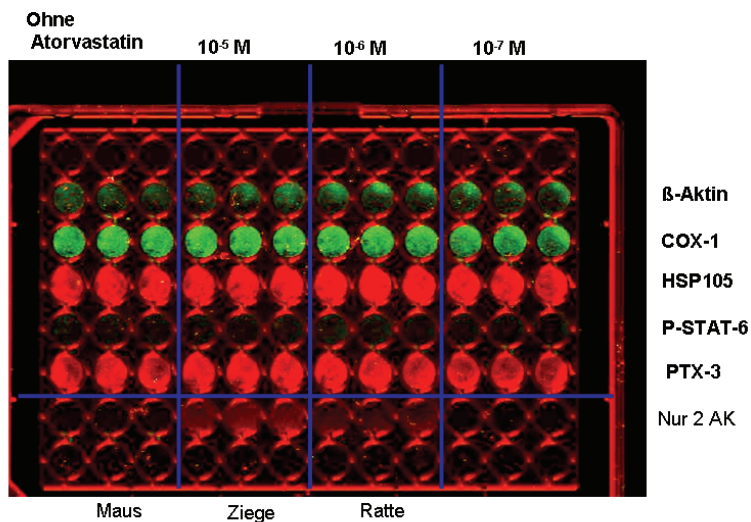 Ohne
Atorvastatin
10⁻⁵ M
10⁻⁶ M
10⁻⁷ M
ß-Aktin
COX-1
HSP105
P-STAT-6
PTX-3
Nur 2 AK
Maus
Ziege
Ratte